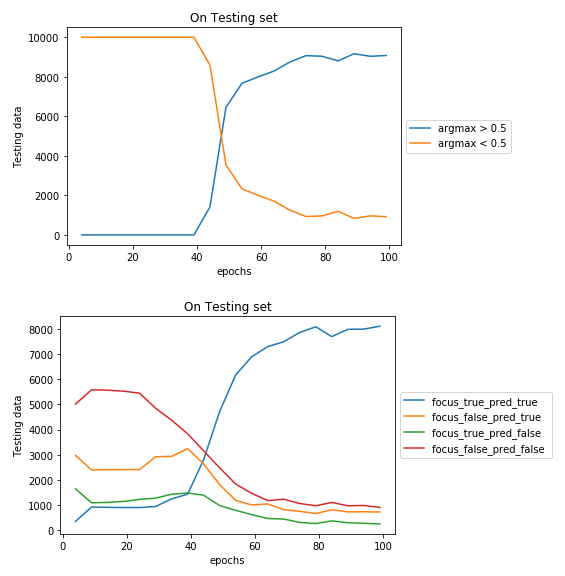 On Testing set
10000
8000
6000
4000
2000
0
Testing data
0 20 40 60 80 100
epochs
argmax > 0.5
argmax < 0.5
On Testing set
8000
7000
6000
5000
4000
3000
2000
1000
0
Testing data
0 20 40 60 80 100
epochs
focus_true_pred_true
focus_false_pred_true
focus_true_pred_false
focus_false_pred_false